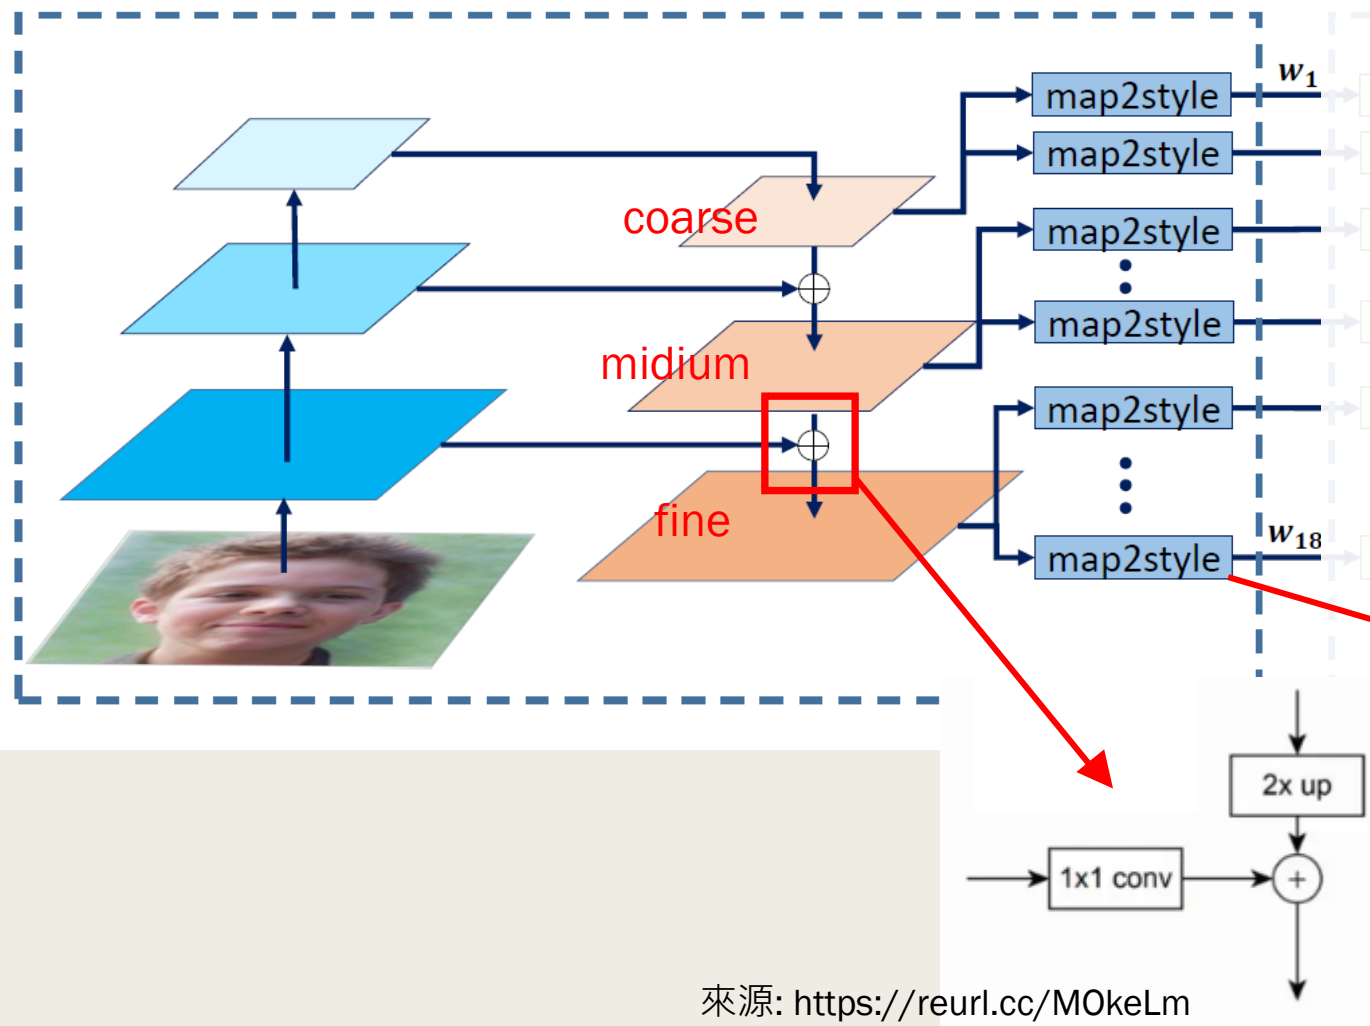 w1
map2style
map2style
coarse
map2style
map2style
midium
map2style
fine
w18
map2style
2x up
1x1 conv
+
來源: https://reurl.cc/MOkeLm